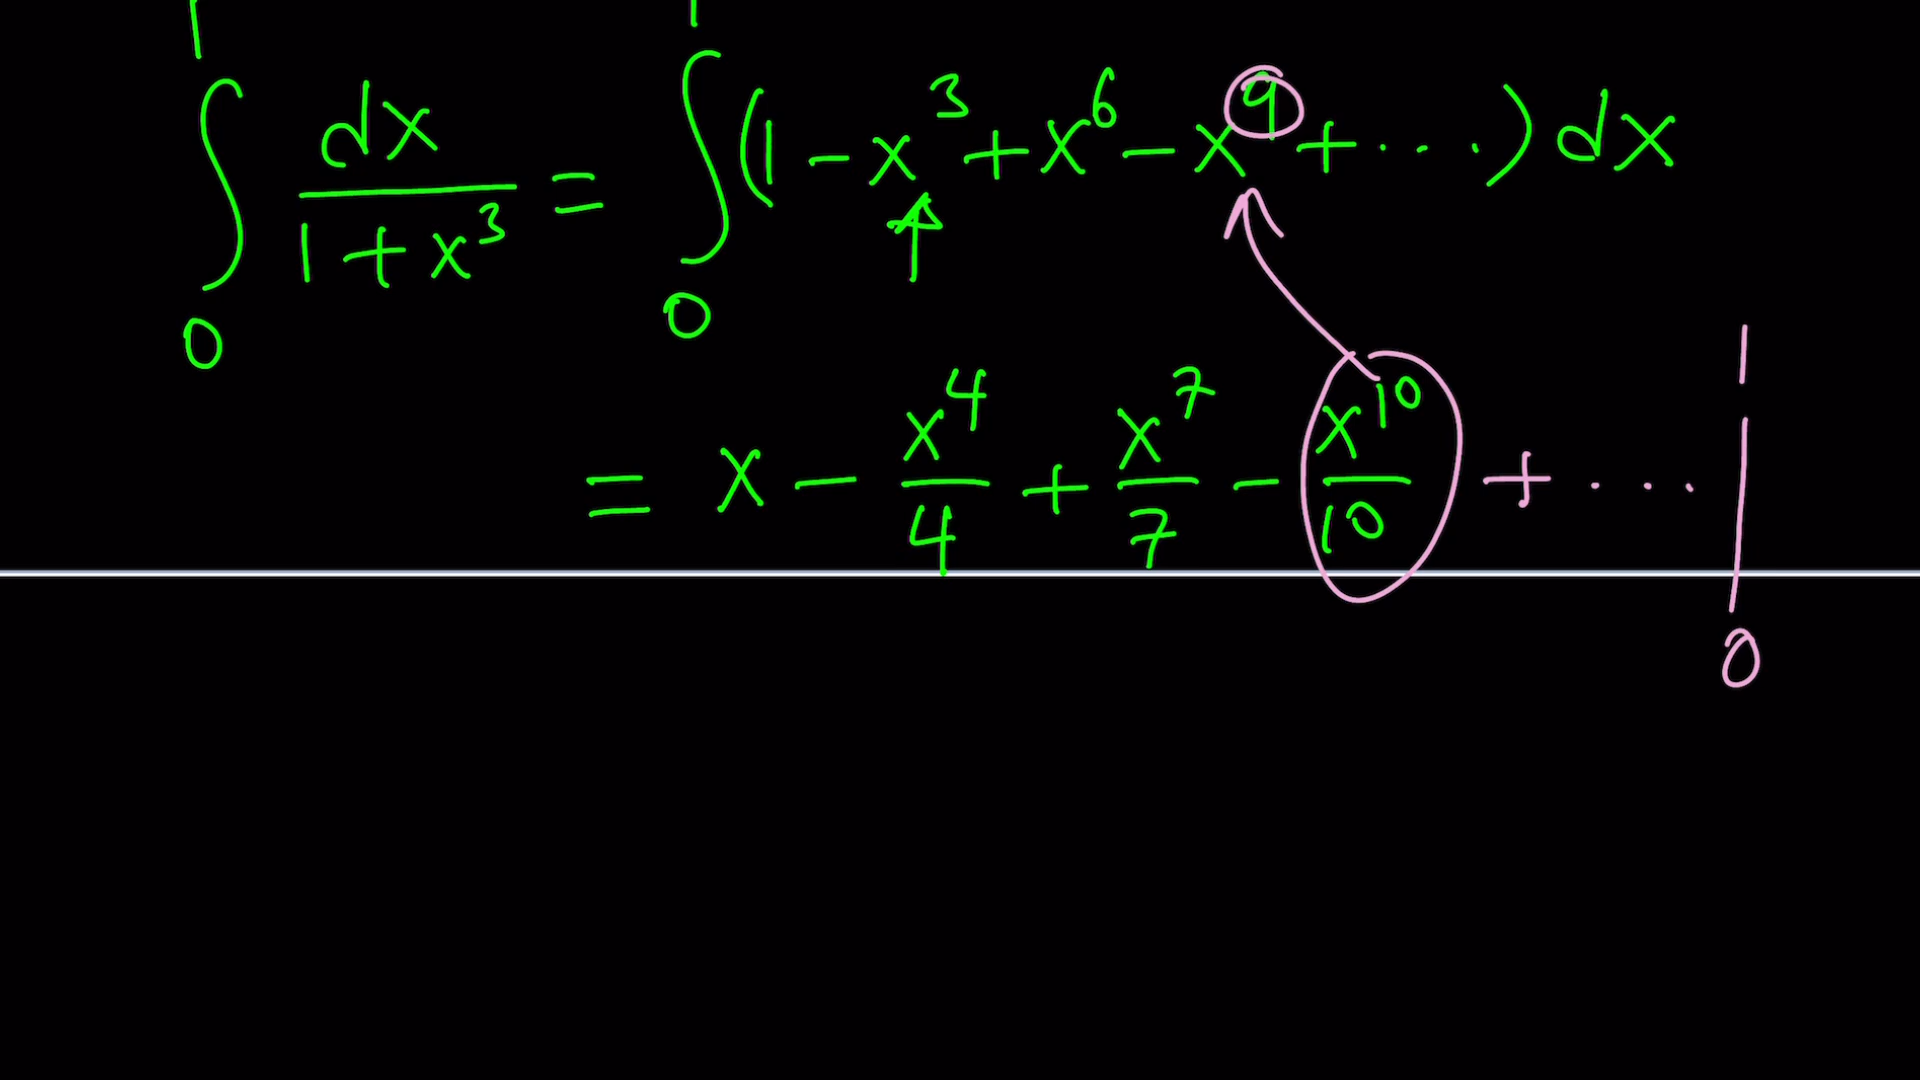 ∫₀¹ dx/(1+x³) = ∫₀¹ (1 - x³ + x⁶ - x⁹ + ...) dx
= x - x⁴/4 + x⁷/7 - x¹⁰/10 + .... |₀¹